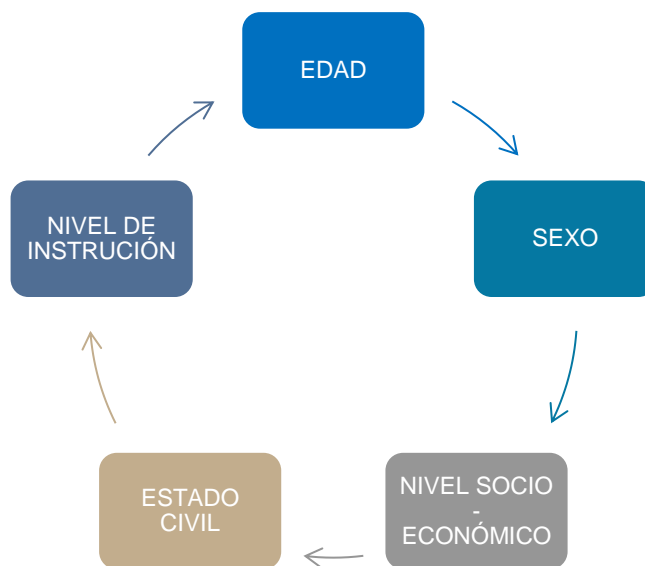 EDAD
SEXO
NIVEL SOCIO
-
ECONÓMICO
ESTADO
CIVIL
NIVEL DE
INSTRUCIÓN